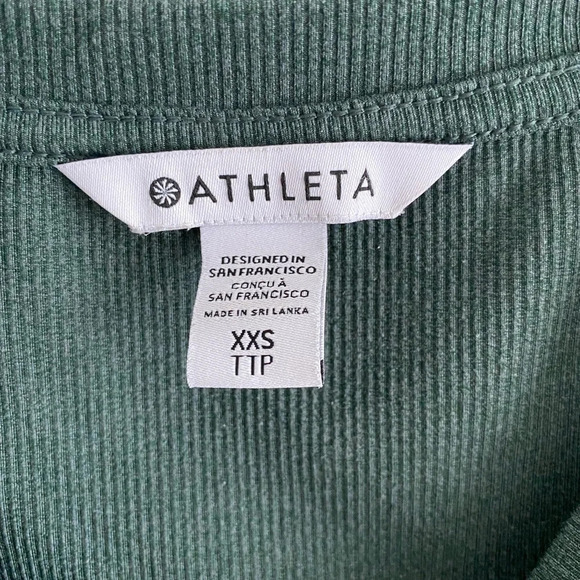 ATHLETA
DESIGNED IN
SAN FRANCISCO
CONÇU À
SAN FRANCISCO
MADE IN SRI LANKA
XXS
TTP